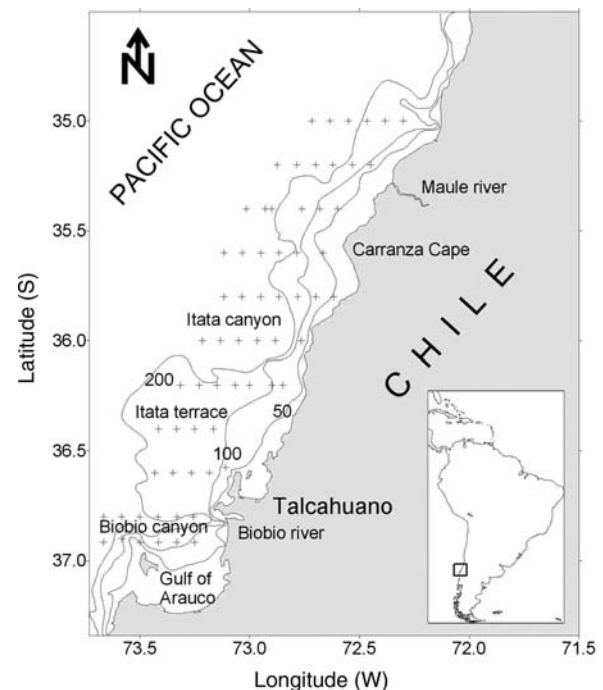 N
PACIFIC OCEAN
35.0
Maule river
35.5
Carranza Cape
Latitude (S)
Itata canyon
CHILE
36.0
200
50
Itata terrace
36.5
100
Talcahuano
Biobio canyon
Biobio river
37.0
Gulf of
Arauco
73.5
73.0
72.5
72.0
71.5
Longitude (W)